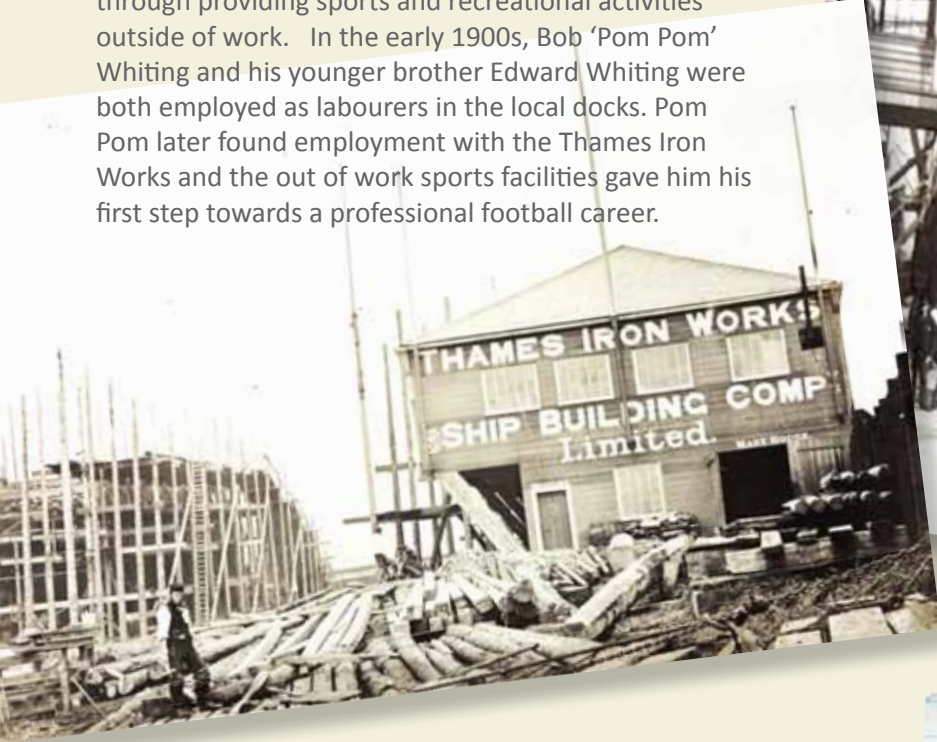 through providing sports and recreational activities
outside of work.   In the early 1900s, Bob ‘Pom Pom’
Whiting and his younger brother Edward Whiting were
both employed as labourers in the local docks. Pom
Pom later found employment with the Thames Iron
Works and the out of work sports facilities gave him his
first step towards a professional football career.
THAMES IRON WORKS
SHIP BUILDING COMP
Limited.